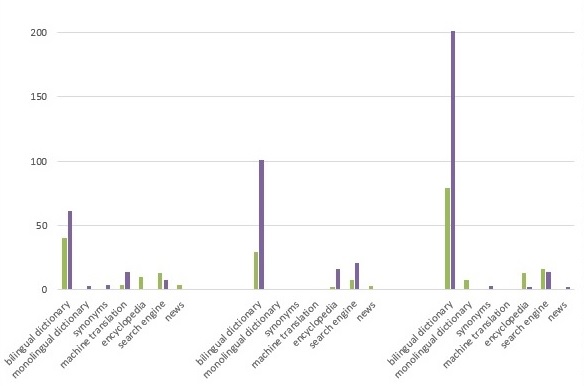 200
150
100
50
0
bilingual dictionary
monolingual dictionary
synonyms
machine translation
encyclopedia
search engine
news
bilingual dictionary
monolingual dictionary
synonyms
machine translation
encyclopedia
search engine
news
bilingual dictionary
monolingual dictionary
synonyms
machine translation
encyclopedia
search engine
news